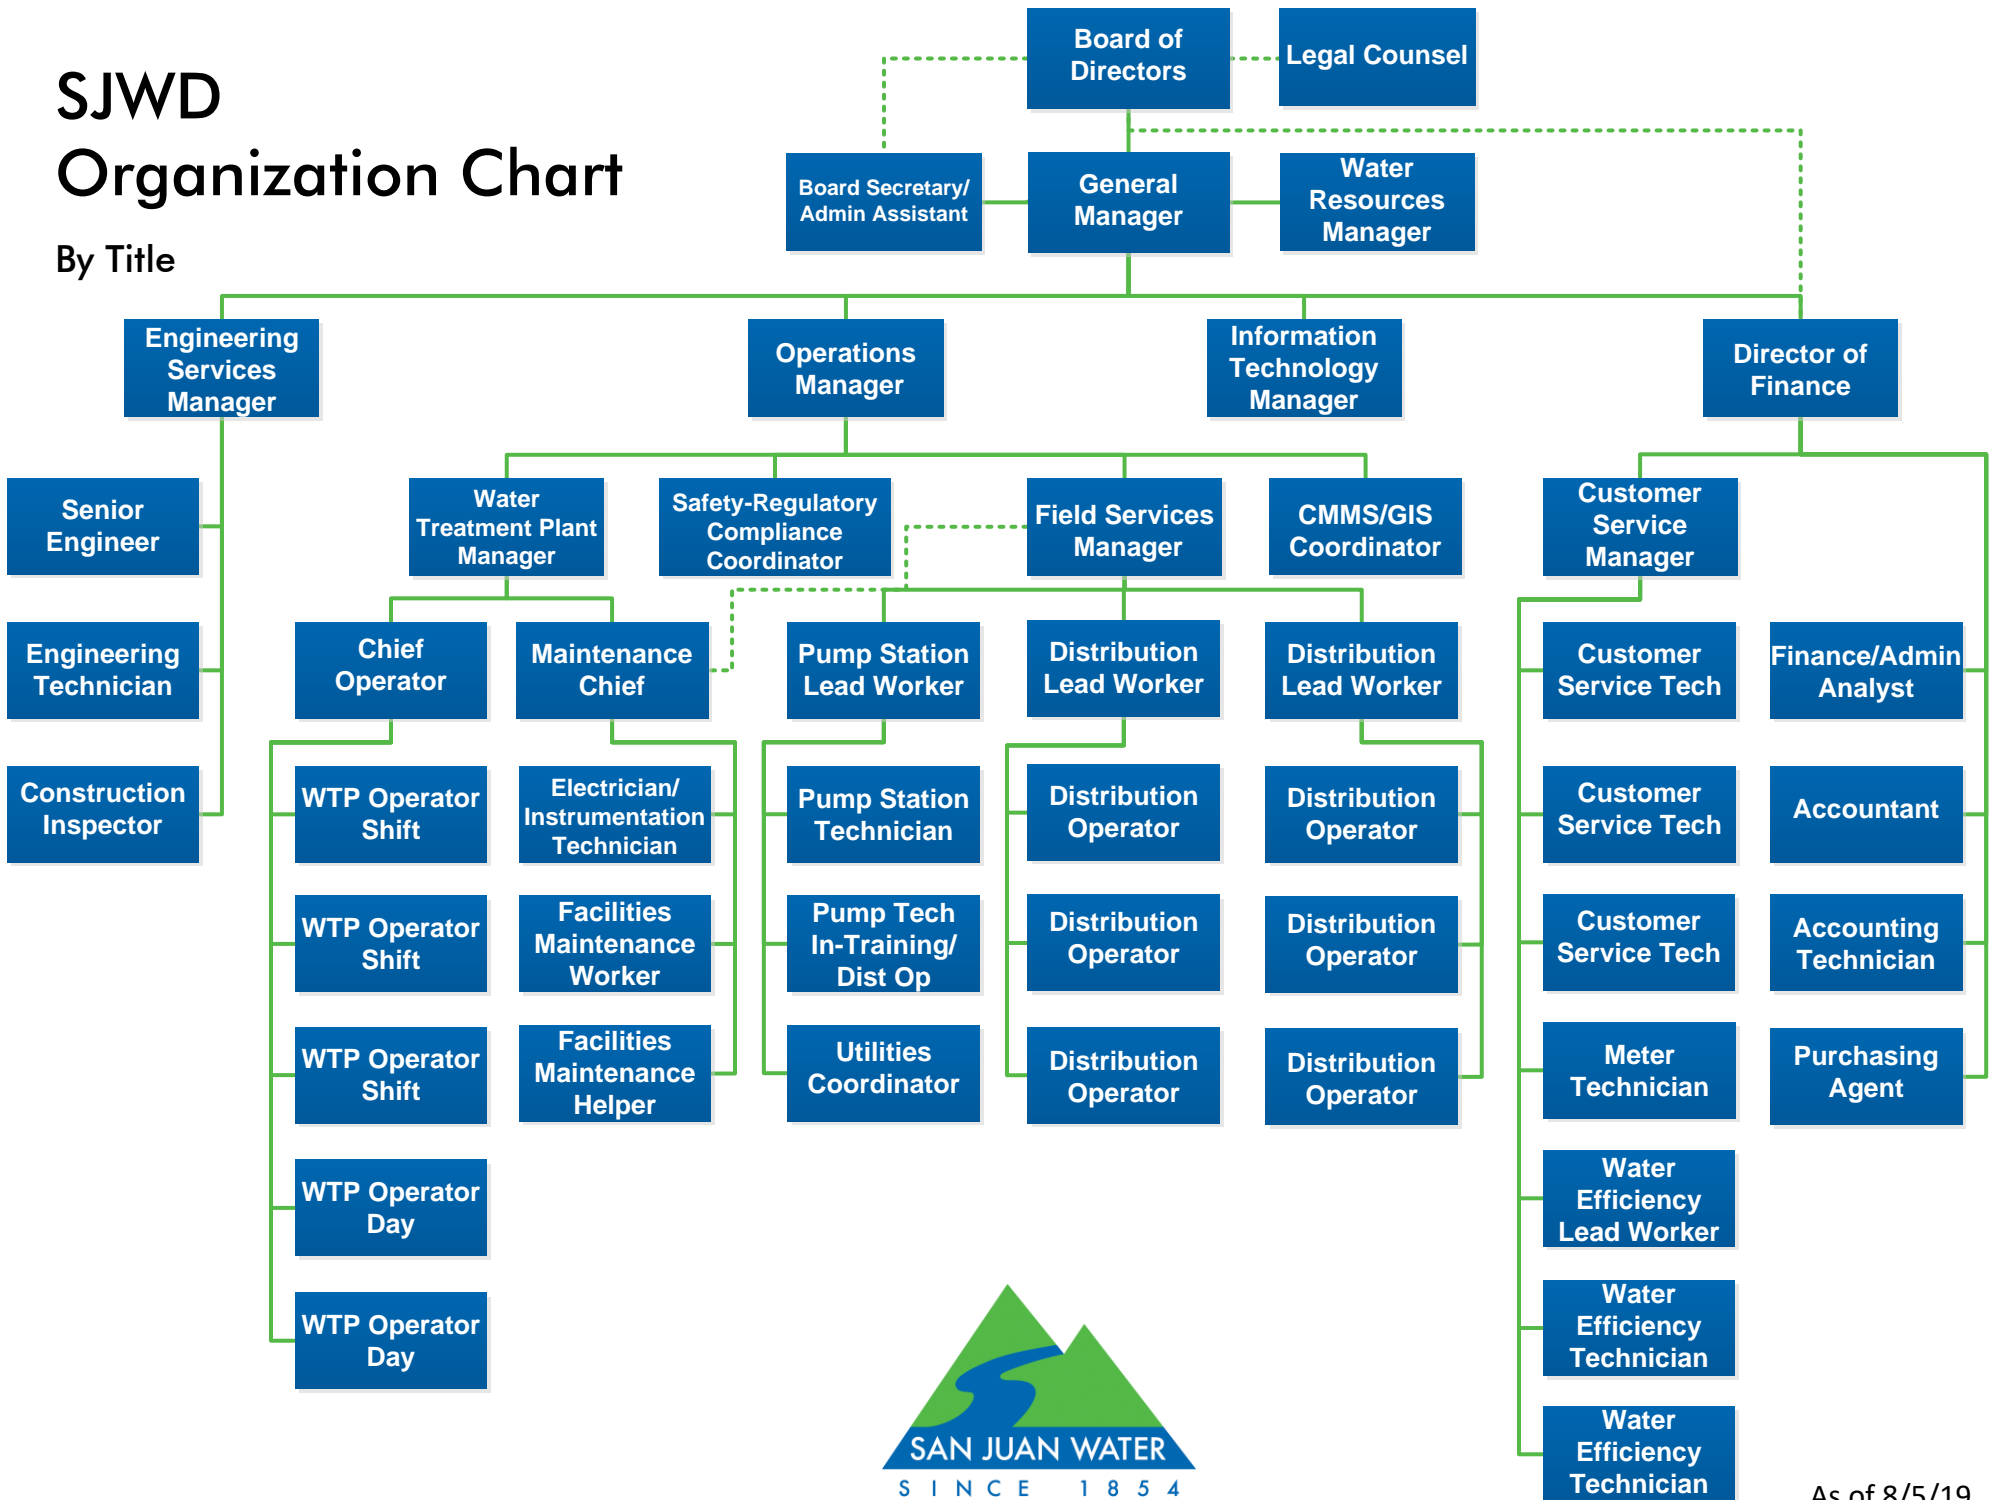 SJWD
Organization Chart
By Title
Board of
Directors
Legal Counsel
Board Secretary/
Admin Assistant
General
Manager
Water
Resources
Manager
Engineering
Services
Manager
Operations
Manager
Information
Technology
Manager
Director of
Finance
Senior
Engineer
Water
Treatment Plant
Manager
Safety-Regulatory
Compliance
Coordinator
Field Services
Manager
CMMS/GIS
Coordinator
Customer
Service
Manager
Engineering
Technician
Chief
Operator
Maintenance
Chief
Pump Station
Lead Worker
Distribution
Lead Worker
Distribution
Lead Worker
Customer
Service Tech
Finance/Admin
Analyst
Construction
Inspector
WTP Operator
Shift
Electrician/
Instrumentation
Technician
Pump Station
Technician
Distribution
Operator
Distribution
Operator
Customer
Service Tech
Accountant
WTP Operator
Shift
Facilities
Maintenance
Worker
Pump Tech
In-Training/
Dist Op
Distribution
Operator
Distribution
Operator
Customer
Service Tech
Accounting
Technician
WTP Operator
Shift
Facilities
Maintenance
Helper
Utilities
Coordinator
Distribution
Operator
Distribution
Operator
Meter
Technician
Purchasing
Agent
WTP Operator
Day
Water
Efficiency
Lead Worker
WTP Operator
Day
Water
Efficiency
Technician
Water
Efficiency
Technician
SAN JUAN WATER
SINCE 1854
As of 8/5/19